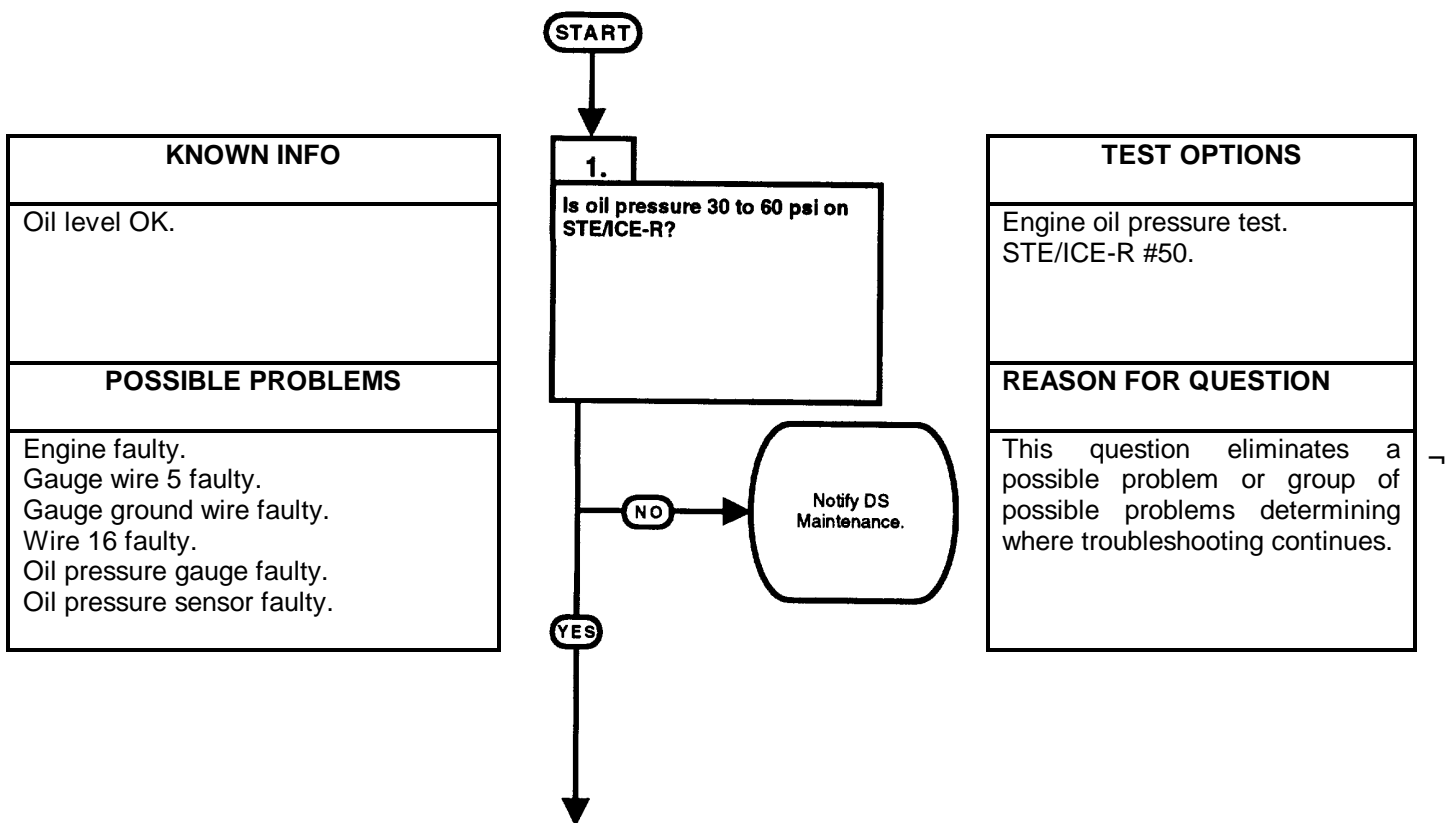 START
KNOWN INFO
Oil level OK.
POSSIBLE PROBLEMS
Engine faulty.
Gauge wire 5 faulty.
Gauge ground wire faulty.
Wire 16 faulty.
Oil pressure gauge faulty.
Oil pressure sensor faulty.
1.
Is oil pressure 30 to 60 psi on
STE/ICE-R?
NO
Notify DS
Maintenance.
YES
TEST OPTIONS
Engine oil pressure test.
STE/ICE-R #50.
REASON FOR QUESTION
This question eliminates a
possible problem or group of
possible problems determining
where troubleshooting continues.
¬